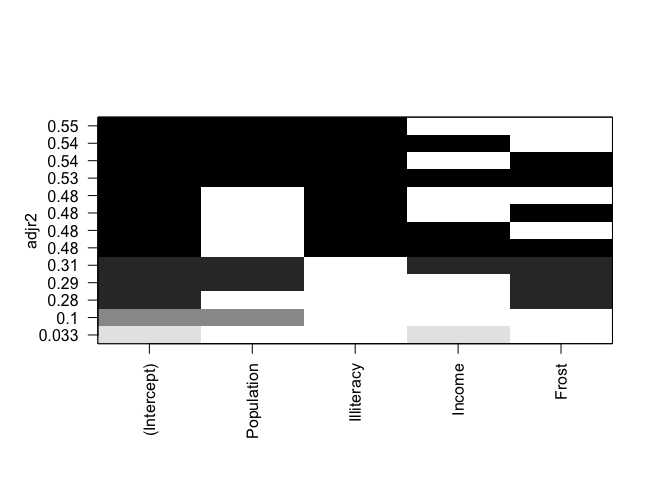 0.55
0.54
0.54
0.53
0.48
0.48
0.48
0.48
0.31
0.29
0.28
0.1
0.033
adjr2
(Intercept)
Population
Illiteracy
Income
Frost